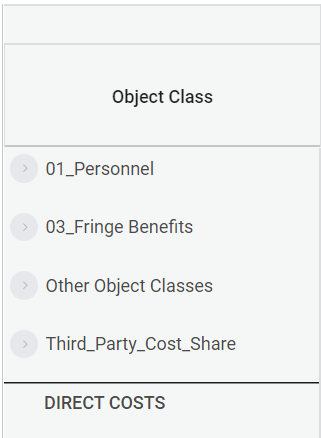 Object Class
01_Personnel
03_Fringe Benefits
Other Object Classes
Third_Party_Cost_Share
DIRECT COSTS